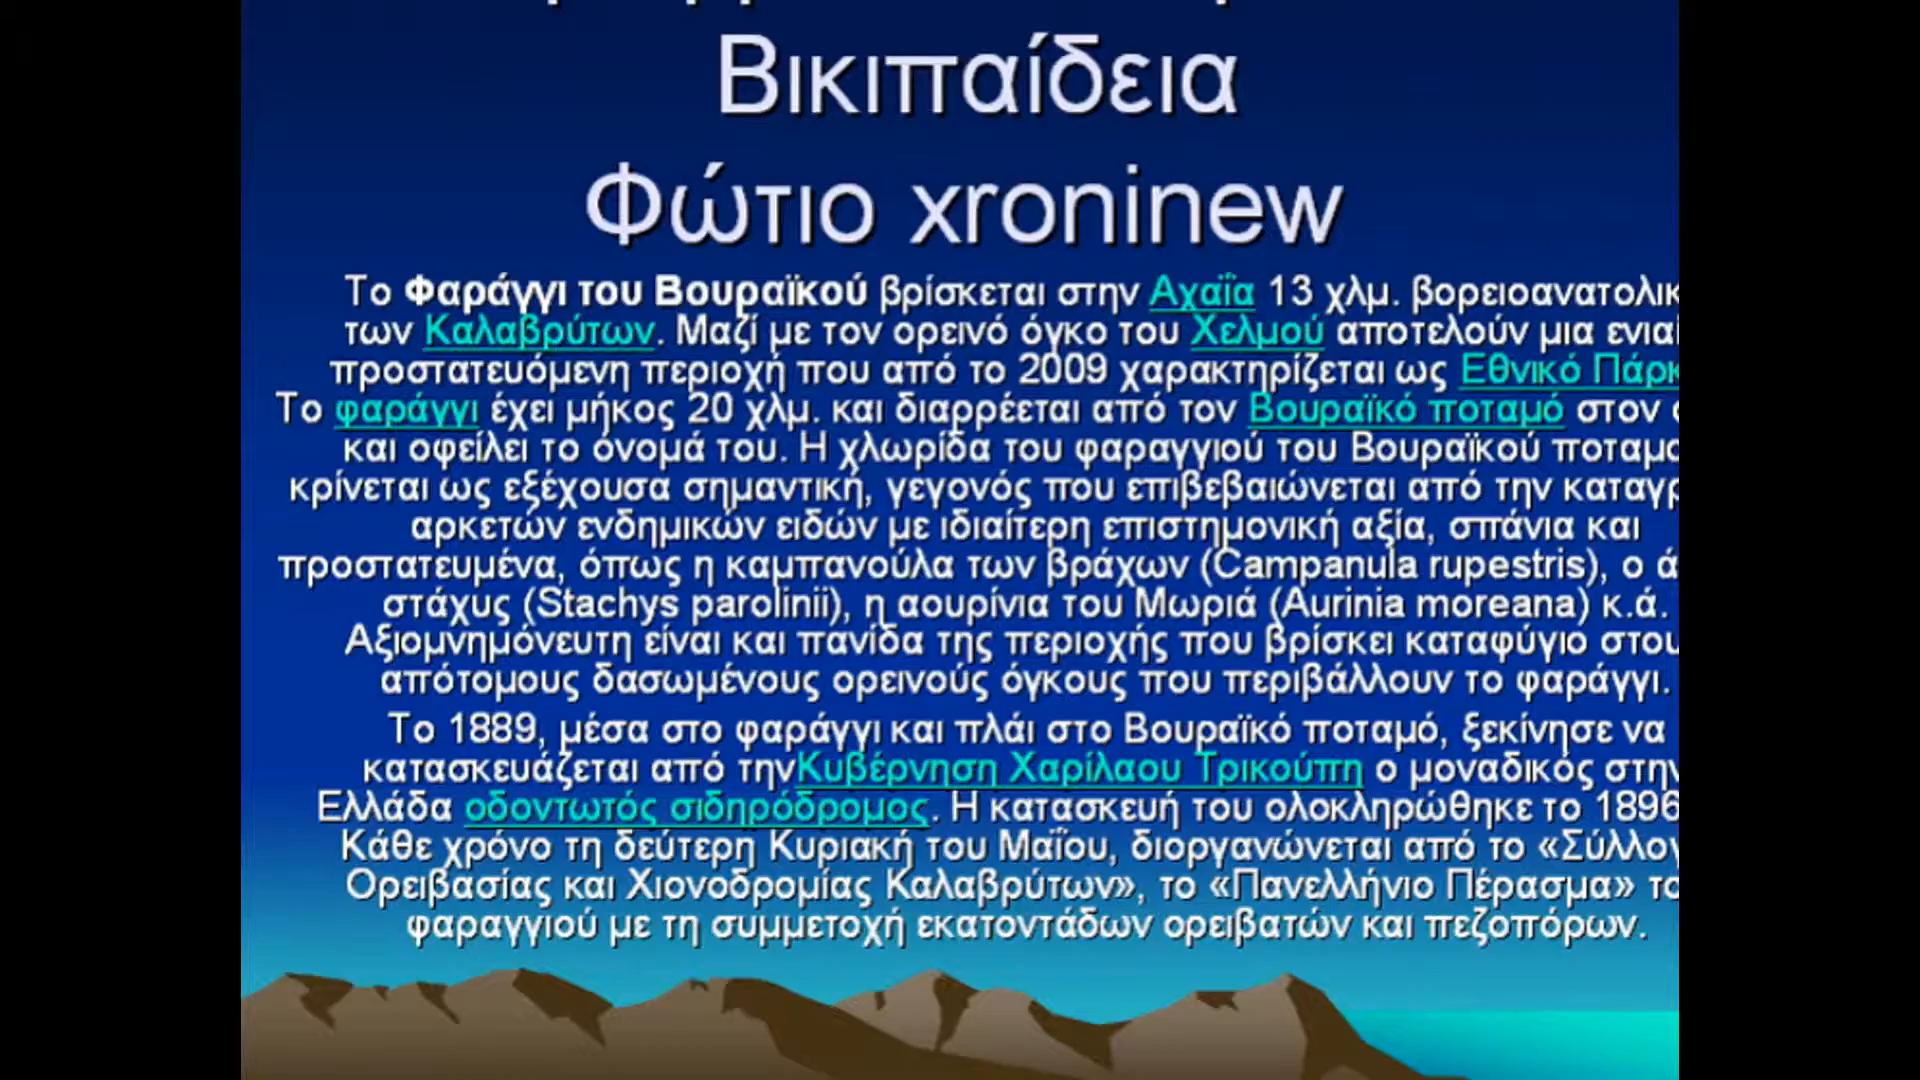 Βικιπαίδεια
Φώτιο xroninew
Το Φαράγγι του Βουραϊκού βρίσκεται στην Αχαΐα 13 χλμ. βορειοανατολικ
των Καλαβρύτων. Μαζί με τον ορεινό όγκο του Χελμού αποτελούν μια ενιαί
προστατευόμενη περιοχή που από το 2009 χαρακτηρίζεται ως Εθνικό Πάρκ
Το φαράγγι έχει μήκος 20 χλμ. και διαρρέεται από τον Βουραϊκό ποταμό στον ο
και οφείλει το όνομά του. Η χλωρίδα του φαραγγιού του Βουραϊκού ποταμο
κρίνεται ως εξέχουσα σημαντική, γεγονός που επιβεβαιώνεται από την καταγρ
αρκετών ενδημικών ειδών με ιδιαίτερη επιστημονική αξία, σπάνια και
προστατευμένα, όπως η καμπανούλα των βράχων (Campanula rupestris), ο ά
στάχυς (Stachys parolinii), η αουρίνια του Μωριά (Aurinia moreana) κ.ά.
Αξιομνημόνευτη είναι και πανίδα της περιοχής που βρίσκει καταφύγιο στου
απότομους δασωμένους ορεινούς όγκους που περιβάλλουν το φαράγγι.
Το 1889, μέσα στο φαράγγι και πλάι στο Βουραϊκό ποταμό, ξεκίνησε να
κατασκευάζεται από τηνΚυβέρνηση Χαρίλαου Τρικούπη ο μοναδικός στην
Ελλάδα οδοντωτός σιδηρόδρομος. Η κατασκευή του ολοκληρώθηκε το 1896
Κάθε χρόνο τη δεύτερη Κυριακή του Μαΐου, διοργανώνεται από το «Σύλλογ
Ορειβασίας και Χιονοδρομίας Καλαβρύτων», το «Πανελλήνιο Πέρασμα» το
φαραγγιού με τη συμμετοχή εκατοντάδων ορειβατών και πεζοπόρων.